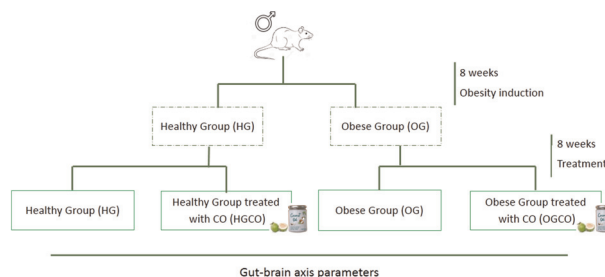 8 weeks
Obesity induction
Healthy Group (HG)
Obese Group (OG)
8 weeks
Treatment
Healthy Group (HG)
Healthy Group treated
with CO (HGCO)
Obese Group (OG)
Obese Group treated
with CO (OGCO)
Gut-brain axis parameters